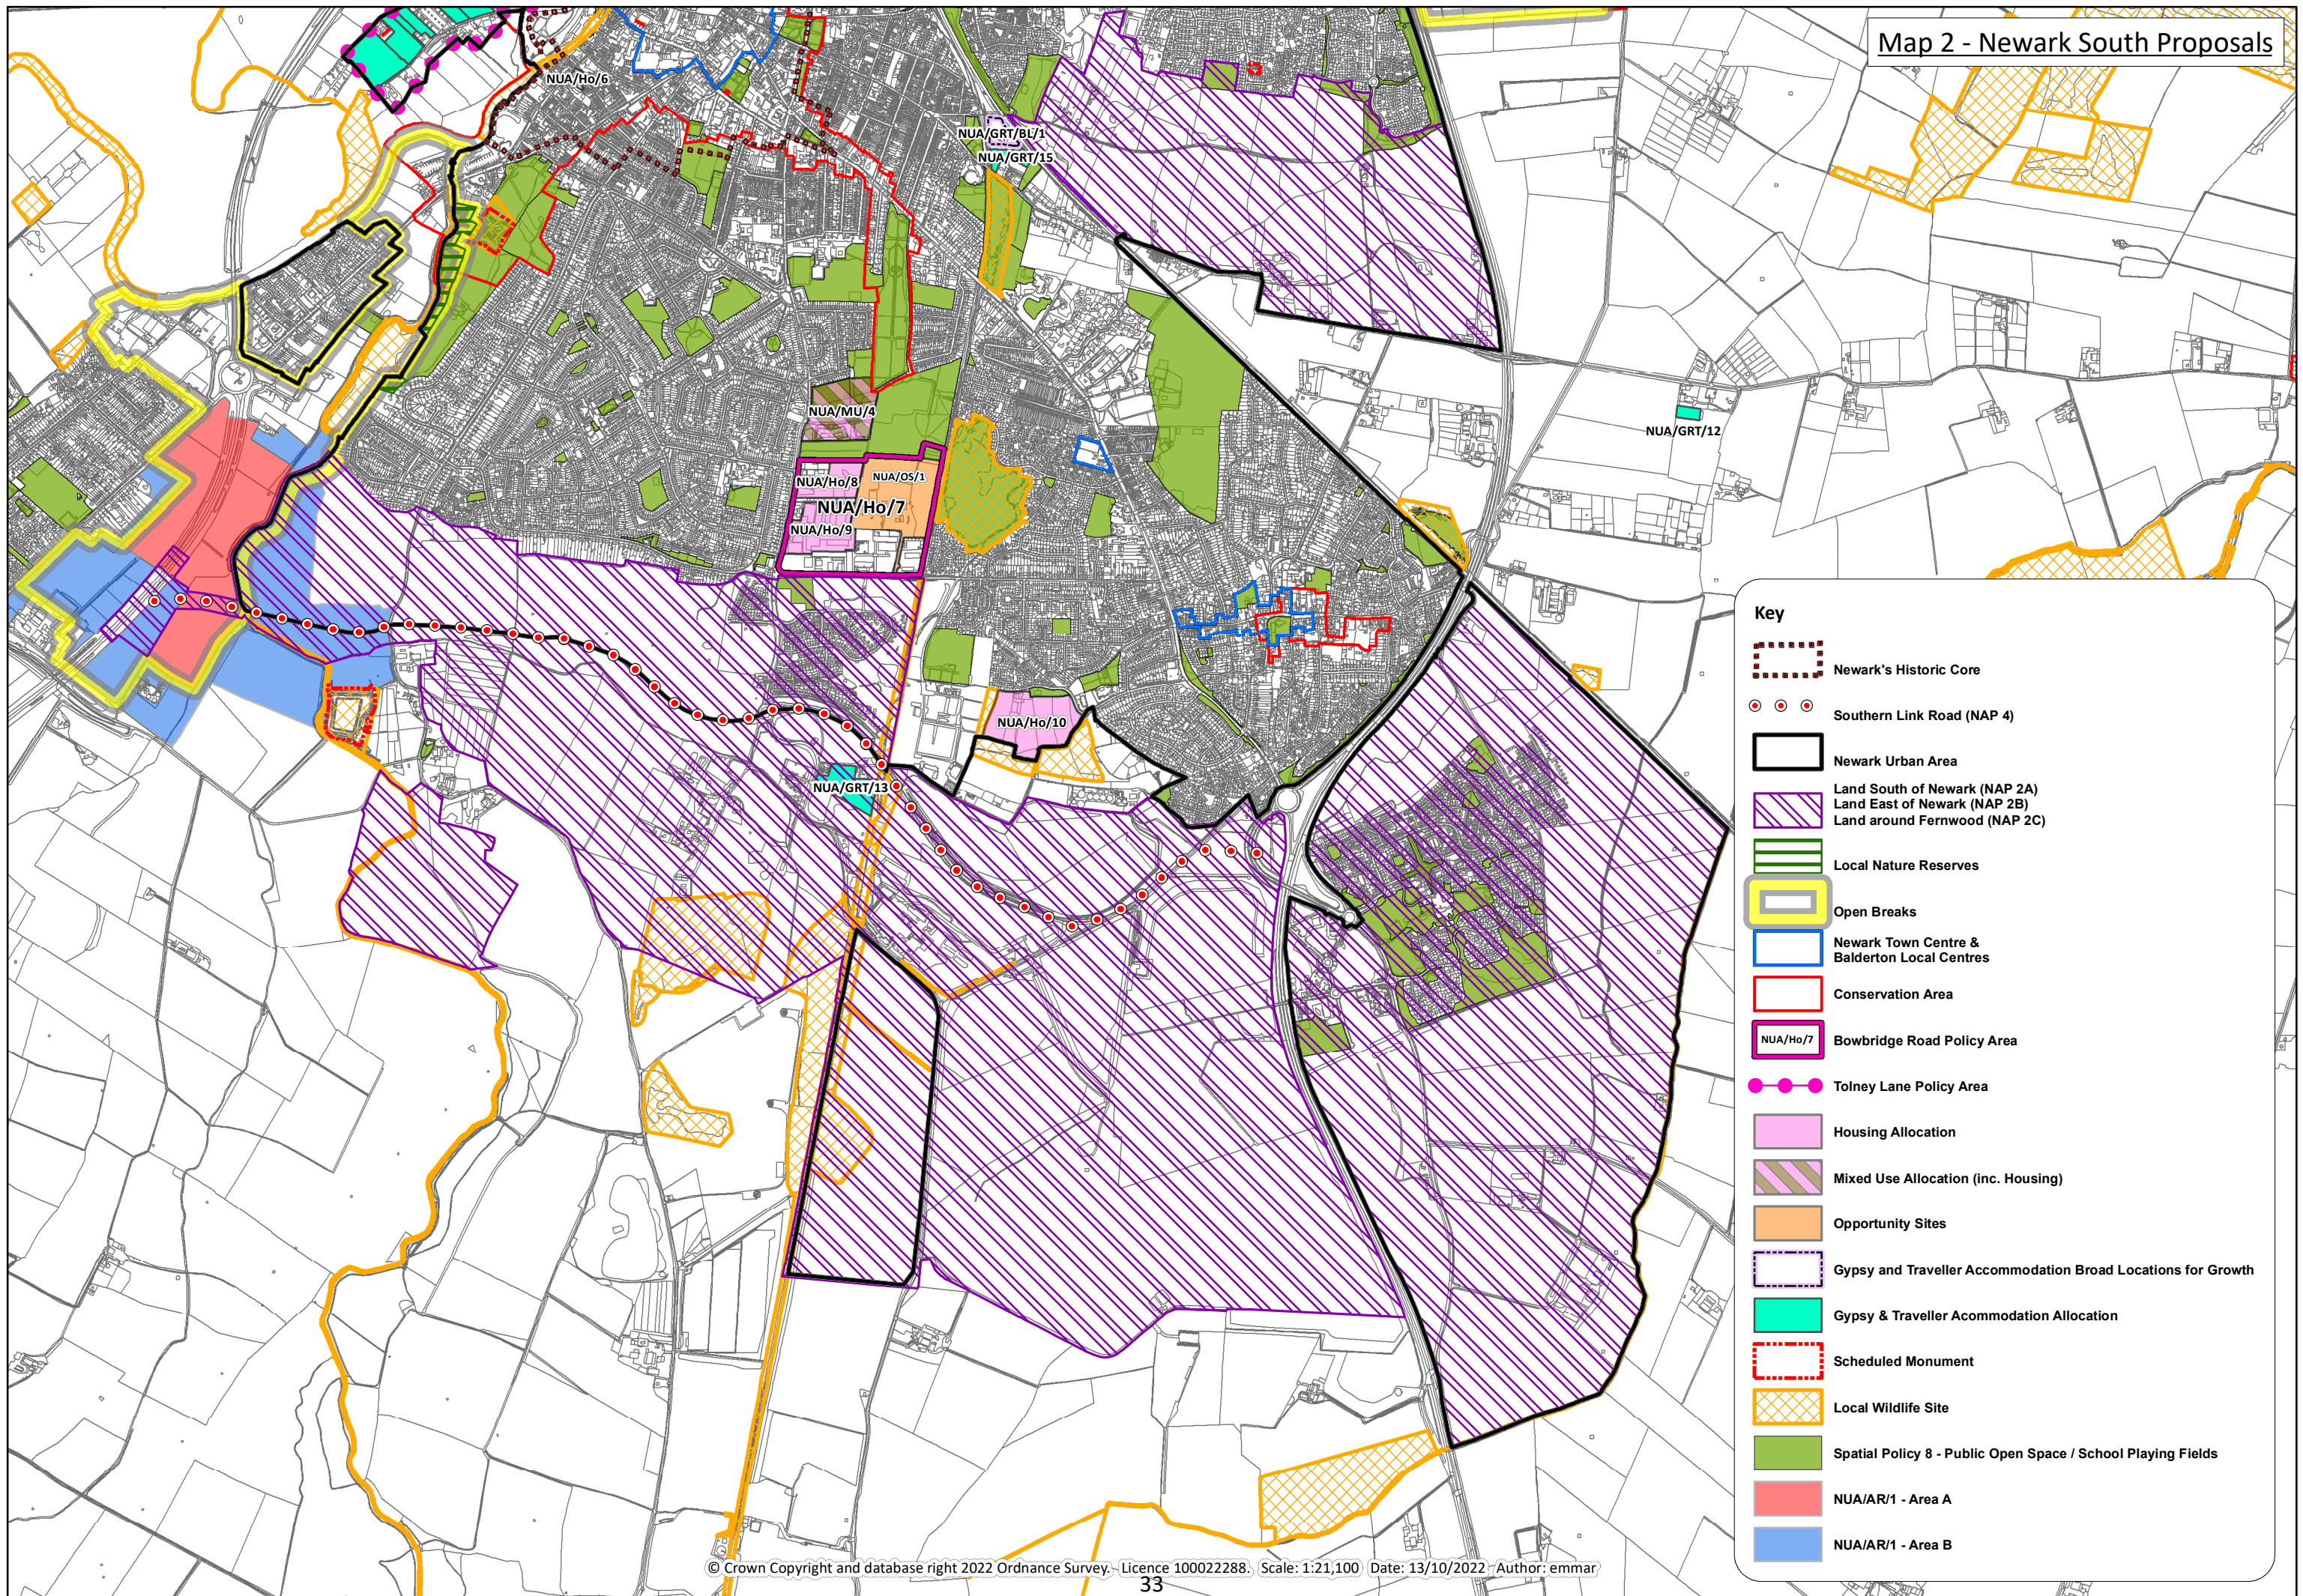 Map 2 - Newark South Proposals
NUA/Ho/6
NUA/GRT/BL/1
NUA/GRT/15
NUA/MU/4
NUA/GRT/12
NUA/Ho/8
NUA/OS/1
NUA/Ho/7
NUA/Ho/9
NUA/Ho/10
NUA/GRT/13
Key
Newark's Historic Core
Southern Link Road (NAP 4)
Newark Urban Area
Land South of Newark (NAP 2A)
Land East of Newark (NAP 2B)
Land around Fernwood (NAP 2C)
Local Nature Reserves
Open Breaks
Newark Town Centre &
Balderton Local Centres
Conservation Area
NUA/Ho/7 Bowbridge Road Policy Area
Tolney Lane Policy Area
Housing Allocation
Mixed Use Allocation (inc. Housing)
Opportunity Sites
Gypsy and Traveller Accommodation Broad Locations for Growth
Gypsy & Traveller Acommodation Allocation
Scheduled Monument
Local Wildlife Site
Spatial Policy 8 - Public Open Space / School Playing Fields
NUA/AR/1 - Area A
NUA/AR/1 - Area B
© Crown Copyright and database right 2022 Ordnance Survey. Licence 100022288. Scale: 1:21,100 Date: 13/10/2022 Author: emmar
33